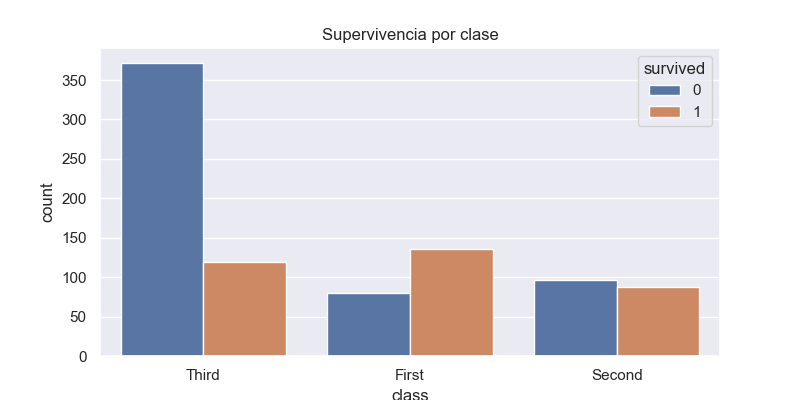 Supervivencia por clase
survived
0
1
count
350
300
250
200
150
100
50
0
Third First Second
class